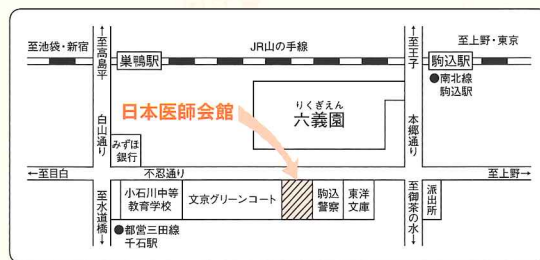 至池袋・新宿
←至高島平
巣鴨駅
JR山の手線
←至王子
駒込駅
至上野・東京
●南北線
駒込駅
日本医師会館
りくぎえん
六義園
白山通り
本郷通り
みずほ
銀行
←至目白
不忍通り
至上野→
小石川中等
教育学校
文京グリーンコート
駒込
警察
東洋
文庫
派出所
至水道橋→
●都営三田線
千石駅
至御茶の水→